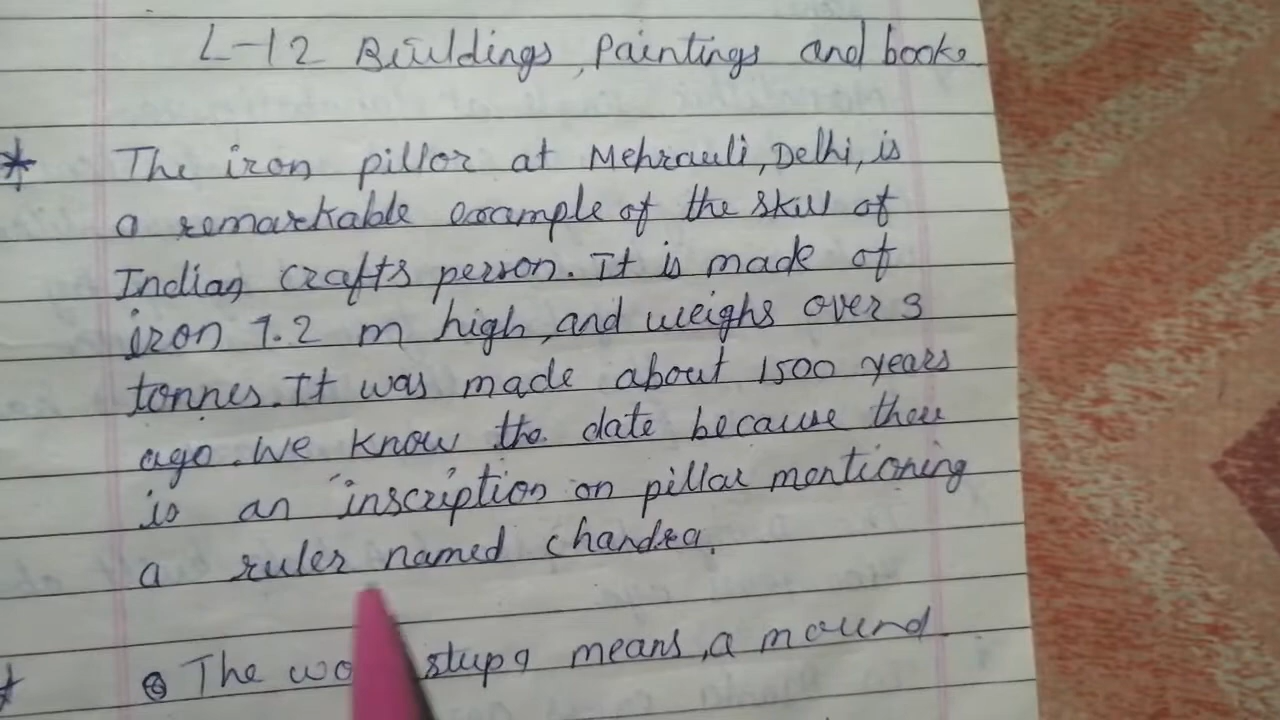 L-12 Buildings, Paintings and books
* The iron pillor at Mehrauli, Delhi, is
a remarkable example of the skill of
Indian crafts person. It is made of
iron 7.2 m high, and weighs over 3
tonnes. It was made about 1500 years
ago. We know the date because there
is an inscription on pillar mentioning
a ruler named chandra.
* The stupa means, a mound